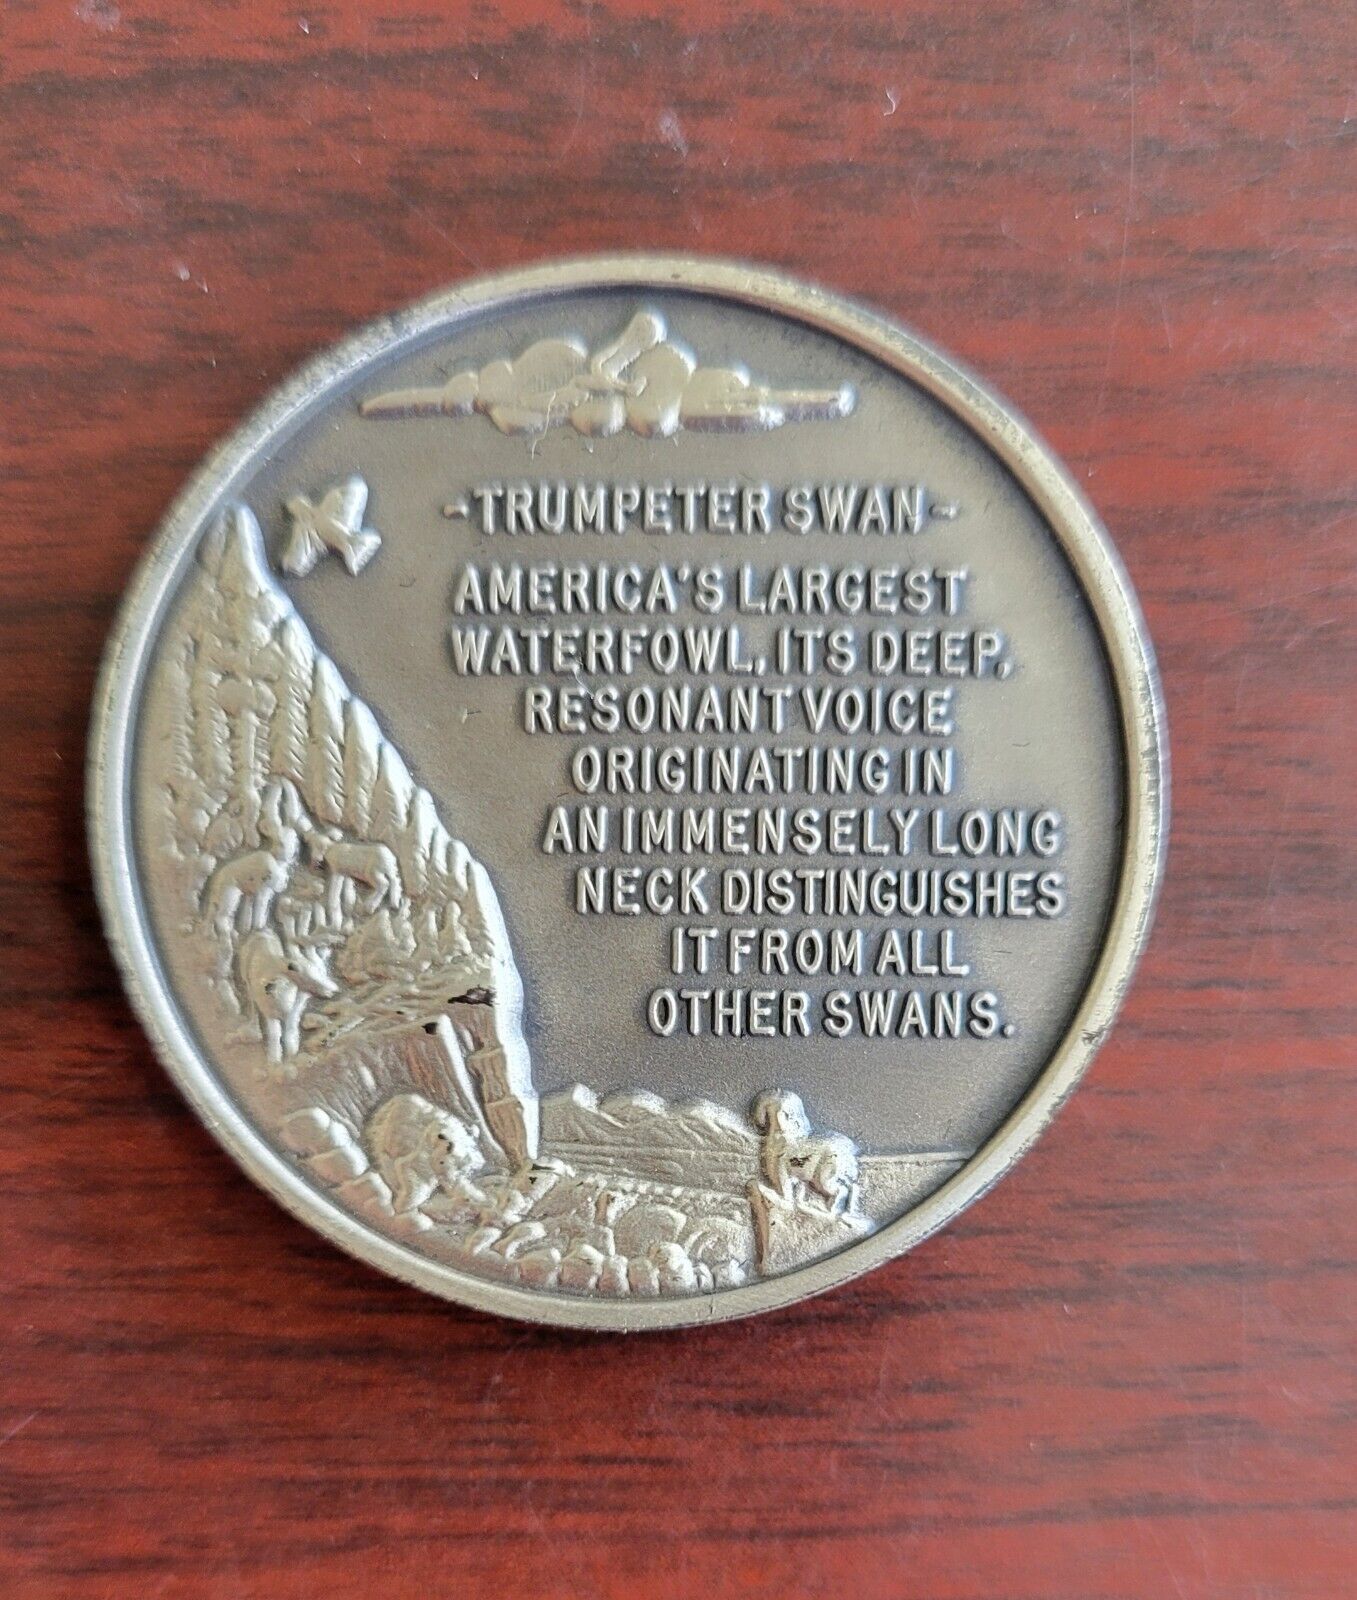 -TRUMPETER SWAN-
AMERICA'S LARGEST
WATERFOWL, ITS DEEP,
RESONANT VOICE
ORIGINATING IN
AN IMMENSELY LONG
NECK DISTINGUISHES
IT FROM ALL
OTHER SWANS.